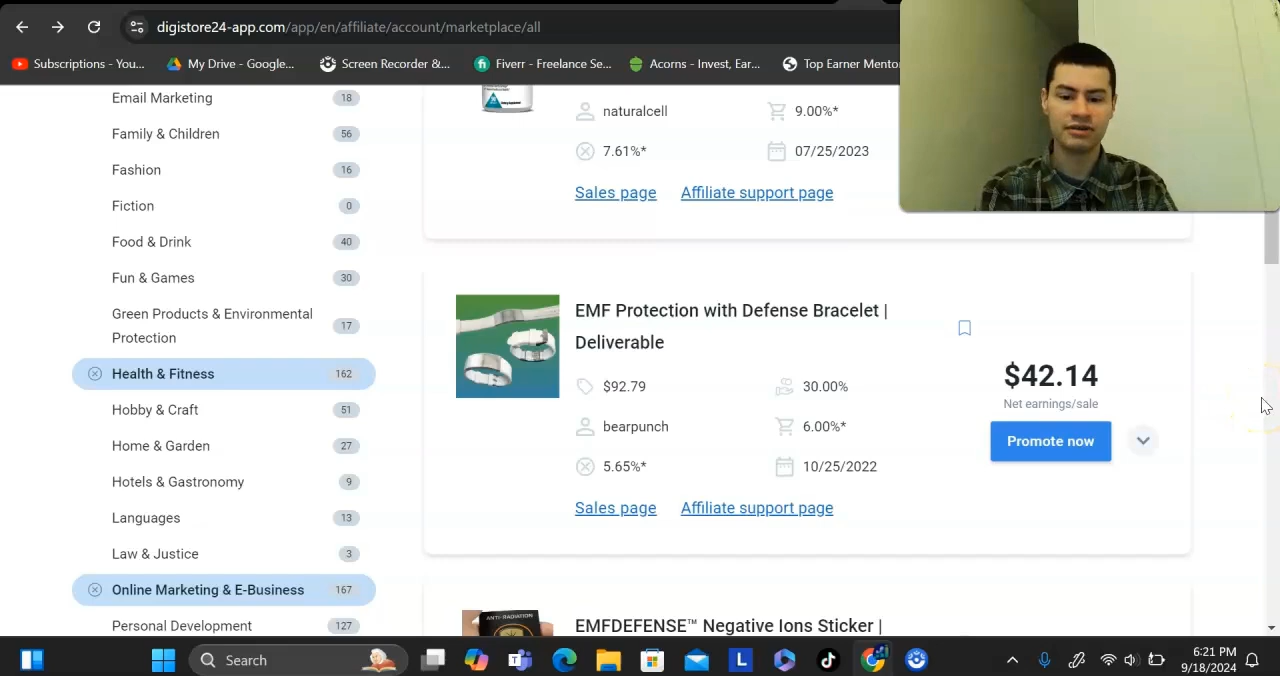 digistore24-app.com/app/en/affiliate/account/marketplace/all
Subscriptions - You...
My Drive - Google...
Screen Recorder &...
Fiverr - Freelance Se...
Acorns - Invest, Ear...
Top Earner Mento
Email Marketing 18
Family & Children 56
Fashion 16
Fiction 0
Food & Drink 40
Fun & Games 30
Green Products & Environmental
Protection 17
Health & Fitness 162
Hobby & Craft 51
Home & Garden 27
Hotels & Gastronomy 9
Languages 13
Law & Justice 3
Online Marketing & E-Business 167
Personal Development 127
naturalcell
9.00%*
7.61%*
07/25/2023
Sales page
Affiliate support page
EMF Protection with Defense Bracelet |
Deliverable
$92.79
30.00%
bearpunch
6.00%*
5.65%*
10/25/2022
Sales page
Affiliate support page
$42.14
Net earnings/sale
Promote now
ANTI-RADIATION
EMFDEFENSE™ Negative Ions Sticker |
Search
L
6:21 PM
9/18/2024